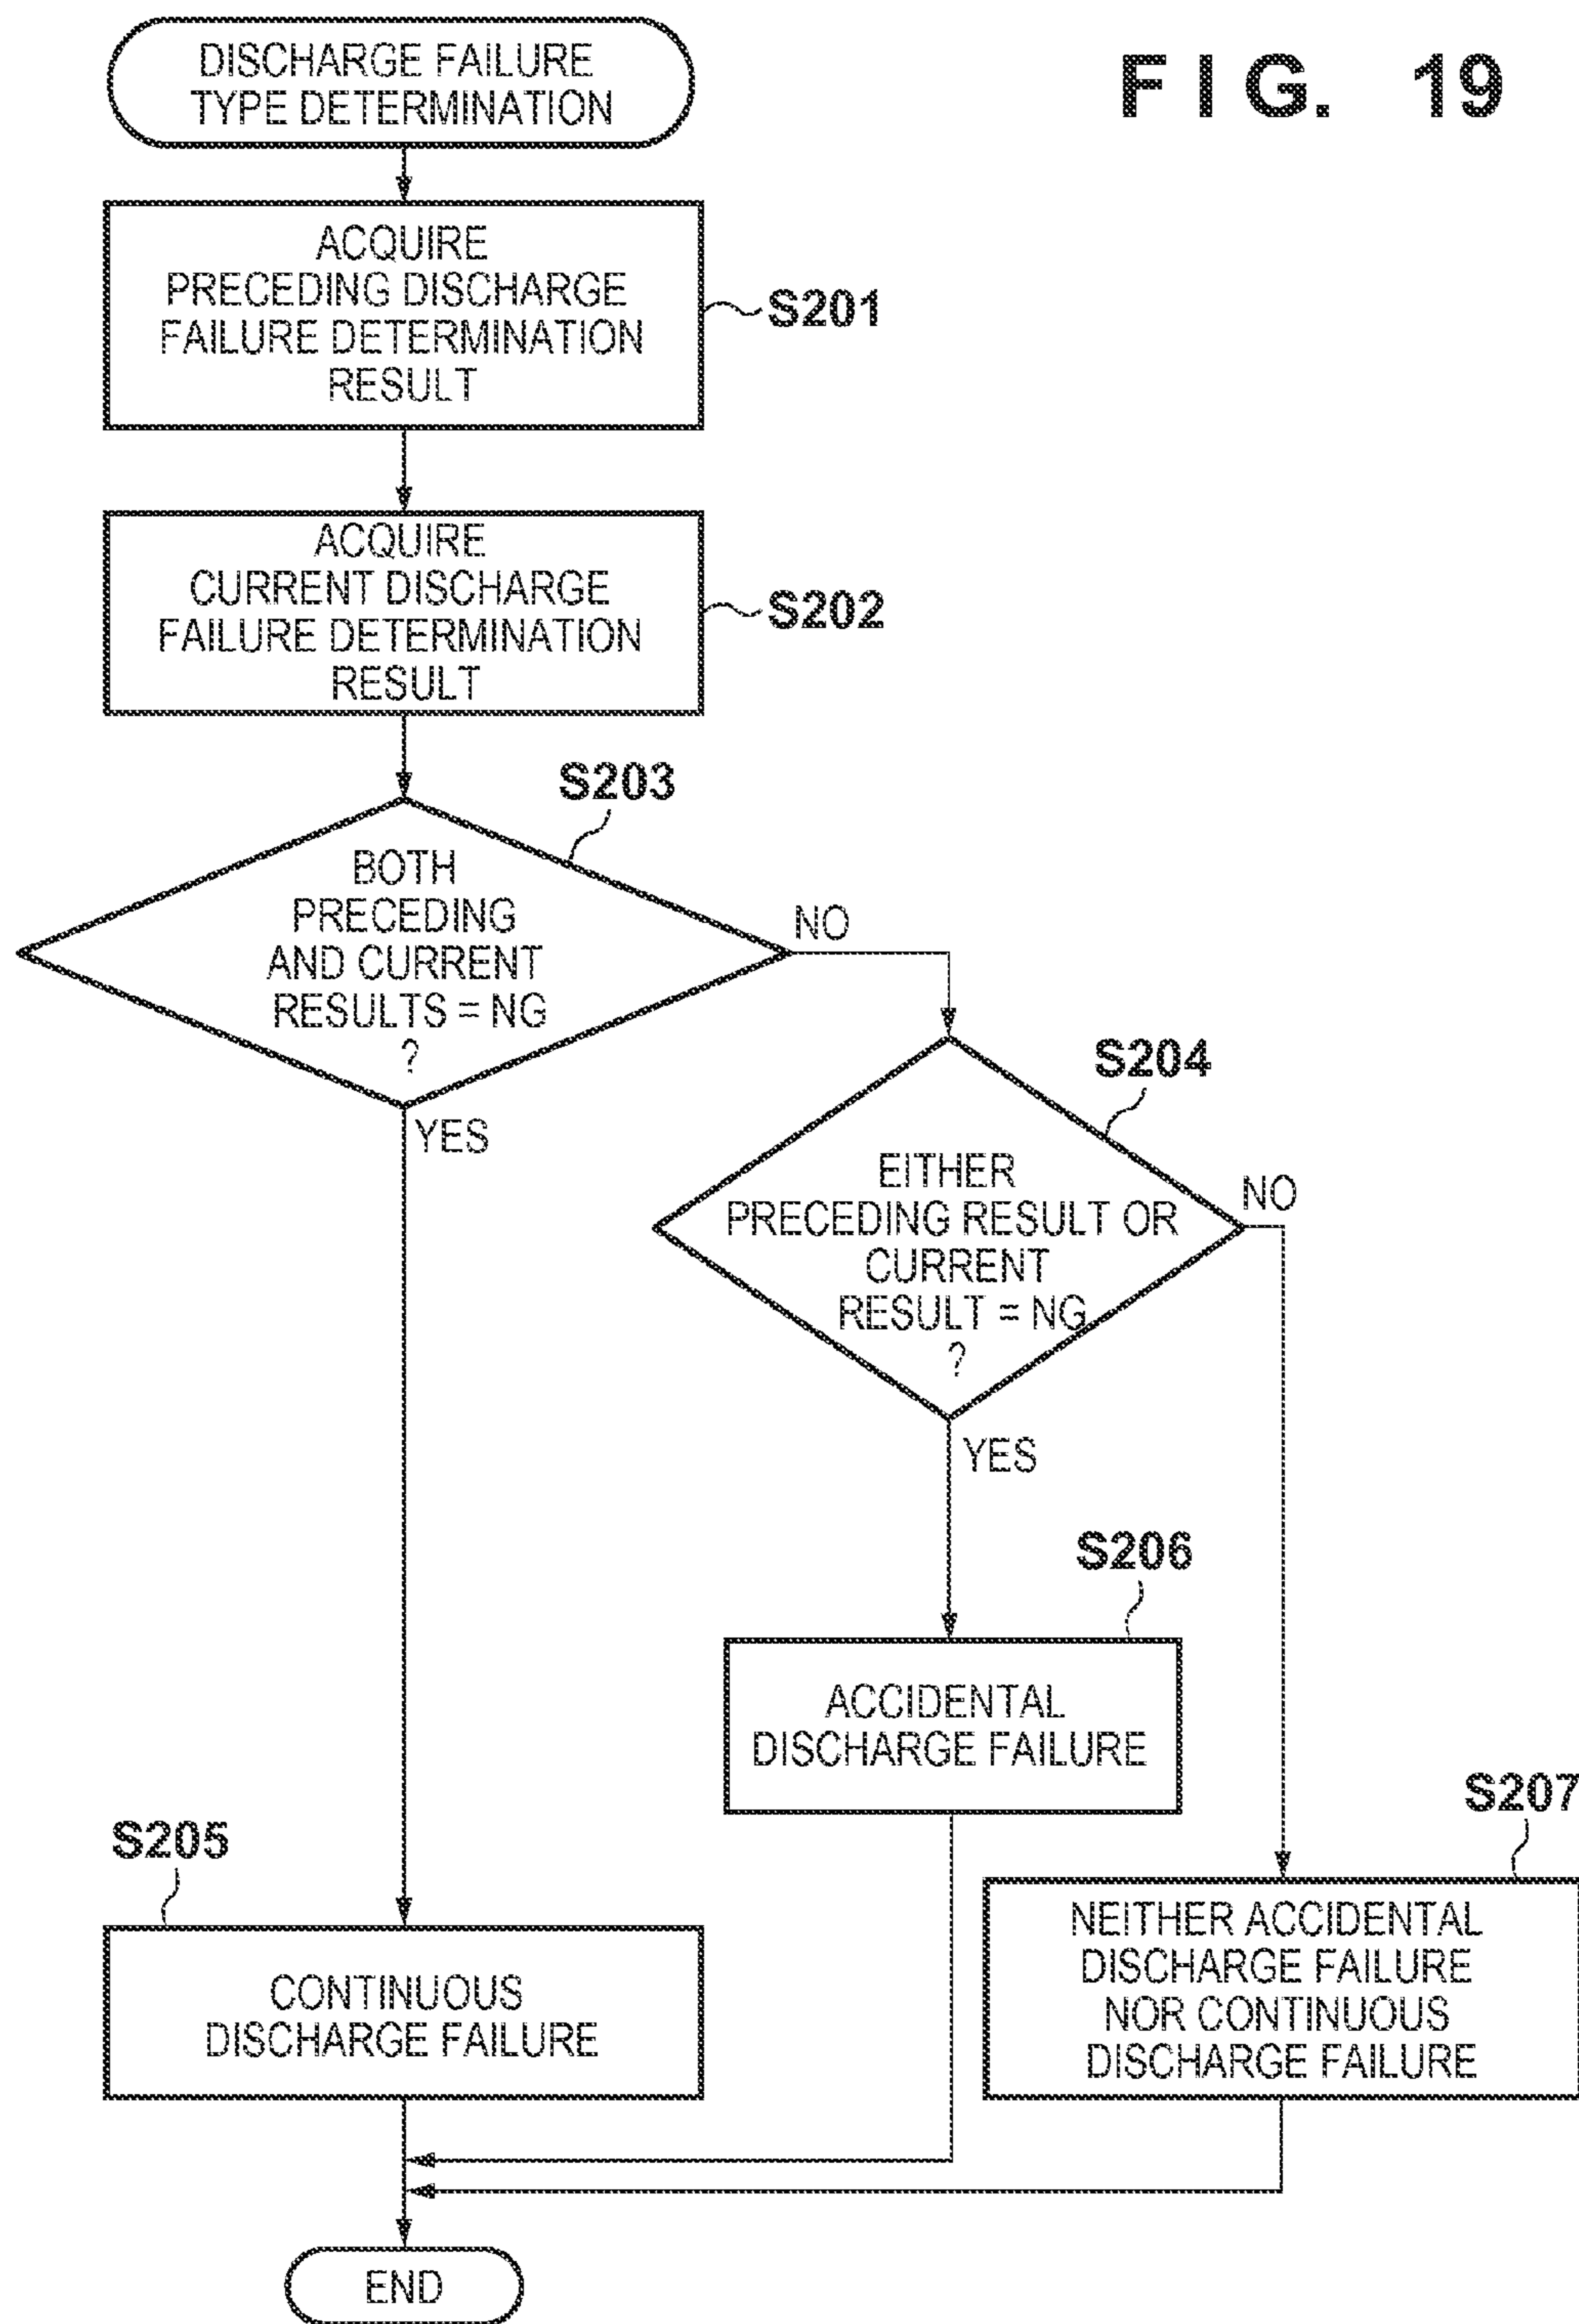 FIG. 19
DISCHARGE FAILURE
TYPE DETERMINATION
ACQUIRE
PRECEDING DISCHARGE
FAILURE DETERMINATION
RESULT
S201
ACQUIRE
CURRENT DISCHARGE
FAILURE DETERMINATION
RESULT
S202
S203
BOTH
PRECEDING
AND CURRENT
RESULTS = NG
?
NO
YES
S204
EITHER
PRECEDING RESULT OR
CURRENT
RESULT = NG
?
NO
YES
S206
ACCIDENTAL
DISCHARGE FAILURE
S207
NEITHER ACCIDENTAL
DISCHARGE FAILURE
NOR CONTINUOUS
DISCHARGE FAILURE
S205
CONTINUOUS
DISCHARGE FAILURE
END